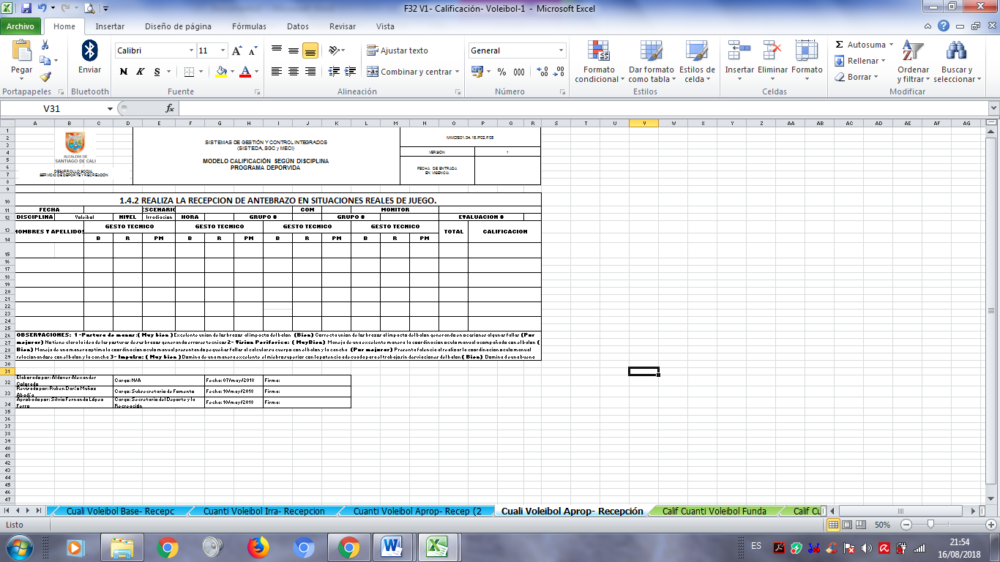 F32 V1- Calificación- Voleibol-1 - Microsoft Excel
Archivo Home Insertar Diseño de página Fórmulas Datos Revisar Vista
Pegar Enviar Calibri 11 Ajustar texto General Formato condicional Dar formato como tabla Estilos de celda Insertar Eliminar Formato Autosuma Rellenar Borrar Ordenar y filtrar Buscar y seleccionar
N K S Combinar y centrar % 000
Portapapeles Bluetooth Fuente Alineación Número Estilos Celdas Modificar
V31 fx
A B C D E F G H I J K L M N O P Q R S T U V W X Y Z AA AB AC AD AE AF AG
ALCALDÍA DE
SANTIAGO DE CALI
DESARROLLO SOCIAL
SERVICIO DE DEPORTE Y RECREACIÓN
SISTEMAS DE GESTIÓN Y CONTROL INTEGRADOS
(SISTEDA, SGC y MECI)
MODELO CALIFICACIÓN SEGÚN DISCIPLINA
PROGRAMA DEPORVIDA
MMDS01.04.18.P02.F05
VERSIÓN 1
FECHA DE ENTRADA
EN VIGENCIA
1.4.2 REALIZA LA RECEPCION DE ANTEBRAZO EN SITUACIONES REALES DE JUEGO.
FECHA ESCENARIO COM MONITOR
DISCIPLINA Voleibol NIVEL Irradiacion HORA GRUPO # GRUPO # EVALUACION #
NOMBRES Y APELLIDOS GESTO TECNICO GESTO TECNICO GESTO TECNICO GESTO TECNICO TOTAL CALIFICACION
B R PM B R PM B R PM B R PM
OBSERVACIONES: 1 -Postura de manos:( Muy bien ) Excelente union de los brazos al impacto del balon (Bien) Correcta union de los brazos al impacto del balon generando en ocaciones algunas fallas (Por
mejorar) No tiene clara la idea de las posturas de sus brazos generando errores tecnicos 2- Vision Periferica: ( MuyBien) Maneja de una excelente manera la coordinacion oculo manual acompañada con el balon (
Bien) Maneja de una manera optima la coordinacion oculo manual presentando pequeñas fallas al calcular su cuerpo con el balon y la cancha (Por mejorar) Presenta falencia al realizar la coordinacion oculo manual
relacionandose con el balon y la cancha 3- Impulso: ( Muy bien ) Domina de una manera excelente el miebro superior con la potencia adecuada para el trabajo sin desviaciones del balon ( Bien) Domina de una buena
Elaborado por: Aldover Alexander
Colorado Cargo: N/A Fecha: 07/may/2018 Firma:
Revisado por: Ruben Darío Muñoz
Abadía Cargo: Subsecretario de Fomento Fecha: 10/may/2018 Firma:
Aprobado por: Silvio Fernando López
Ferro Cargo: Secretario del Deporte y la
Recreación Fecha: 10/may/2018 Firma:
Cuali Voleibol Base- Recepc Cuanti Voleibol Irra- Recepcion Cuanti Voleibol Aprop- Recep (2 Cuali Voleibol Aprop- Recepción Calif Cuanti Voleibol Funda Calif Cu
Listo 50%
ES 21:54
16/08/2018